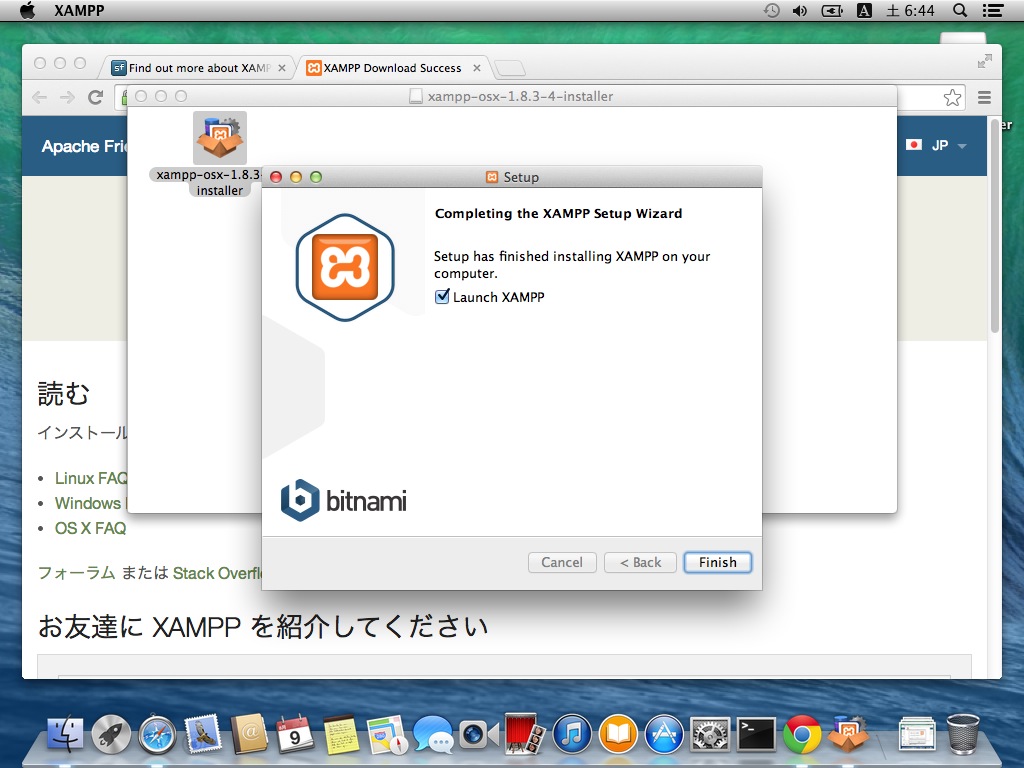 XAMPP
A
土 6:44
Find out more about XAMP
XAMPP Download Success
xampp-osx-1.8.3-4-installer
Apache Frie
JP
er
xampp-osx-1.8.3-
installer
Setup
Completing the XAMPP Setup Wizard
Setup has finished installing XAMPP on your
computer.
Launch XAMPP
bitnami
Cancel
< Back
Finish
読む
インストール
Linux FAQ
Windows
OS X FAQ
フォーラム または Stack Overfl
お友達に XAMPP を紹介してください
9